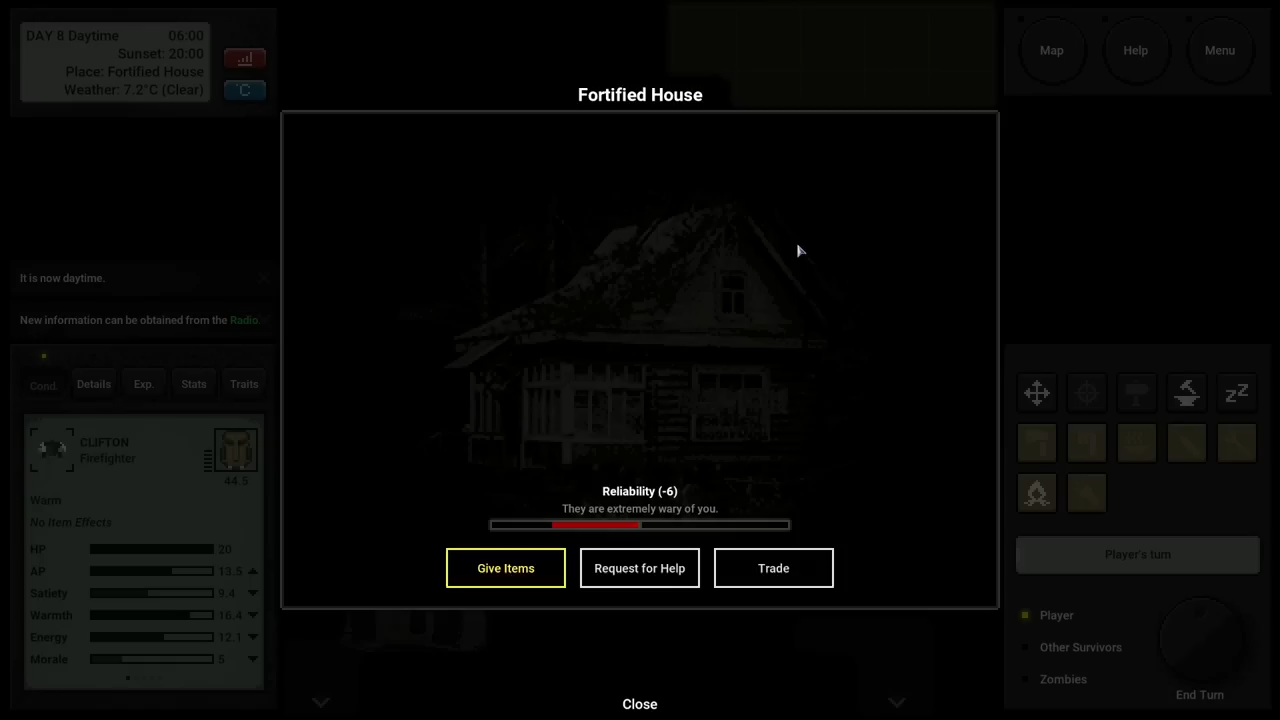 DAY 8 Daytime 06:00
Sunset: 20:00
Place: Fortified House
Weather: 7.2°C (Clear)
°C
Map
Help
Menu
Fortified House
It is now daytime.
New information can be obtained from the Radio.
Cond.
Details
Exp.
Stats
Traits
CLIFTON
Firefighter
44.5
Warm
No Item Effects
HP 20
AP 13.5
Satiety 9.4
Warmth 16.4
Energy 12.1
Morale 5
Reliability (-6)
They are extremely wary of you.
Give Items
Request for Help
Trade
Close
zZ
Player's turn
Player
Other Survivors
Zombies
End Turn